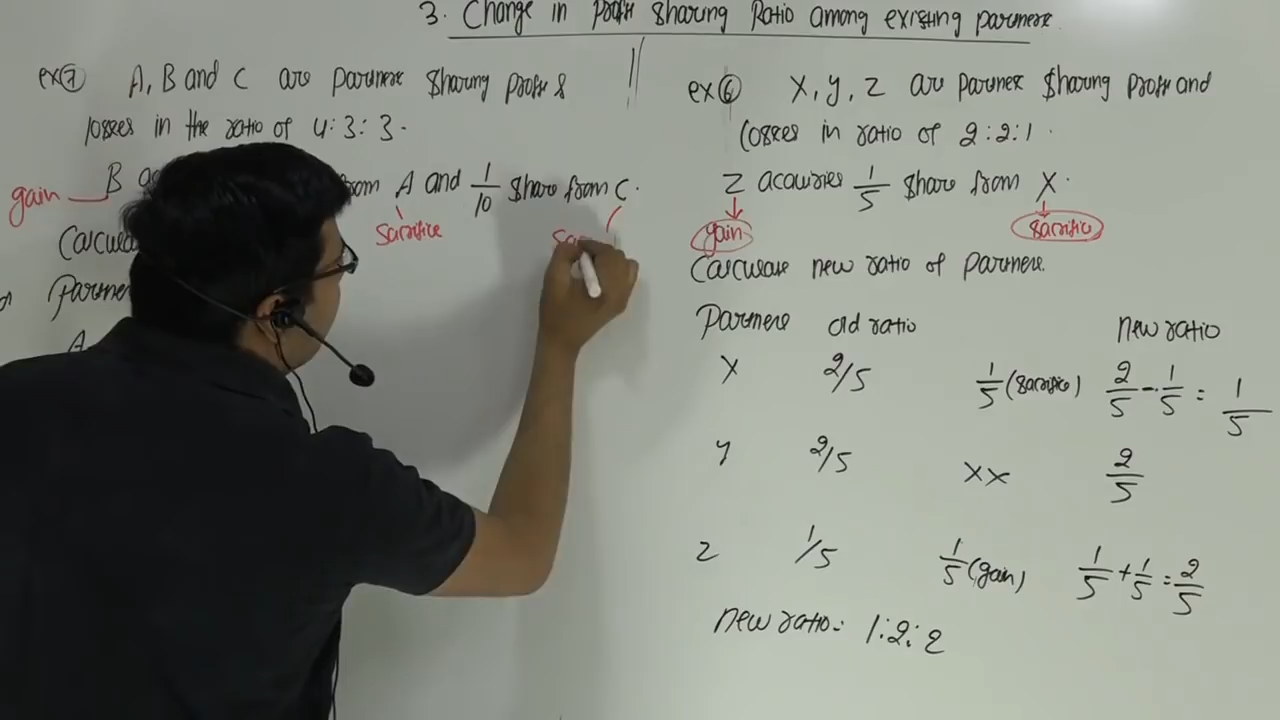 3. Change in Profit Sharing Ratio among existing partners
ex⑦ A, B and C are partners sharing profit &
losses in the ratio of 4:3:3.
B from A and 1/10 share from C.
gain
sacrifice
Calcula
Partner
A
ex⑥ X, Y, Z are partner sharing profit and
losses in ratio of 2:2:1.
Z acquires 1/5 share from X.
gain sacrifice
Calculate new ratio of partners.
Partners old ratio new ratio
X 2/5 1/5 (sacrifice) 2/5 - 1/5 = 1/5
Y 2/5 XX 2/5
Z 1/5 1/5 (gain) 1/5 + 1/5 = 2/5
new ratio: 1:2:2